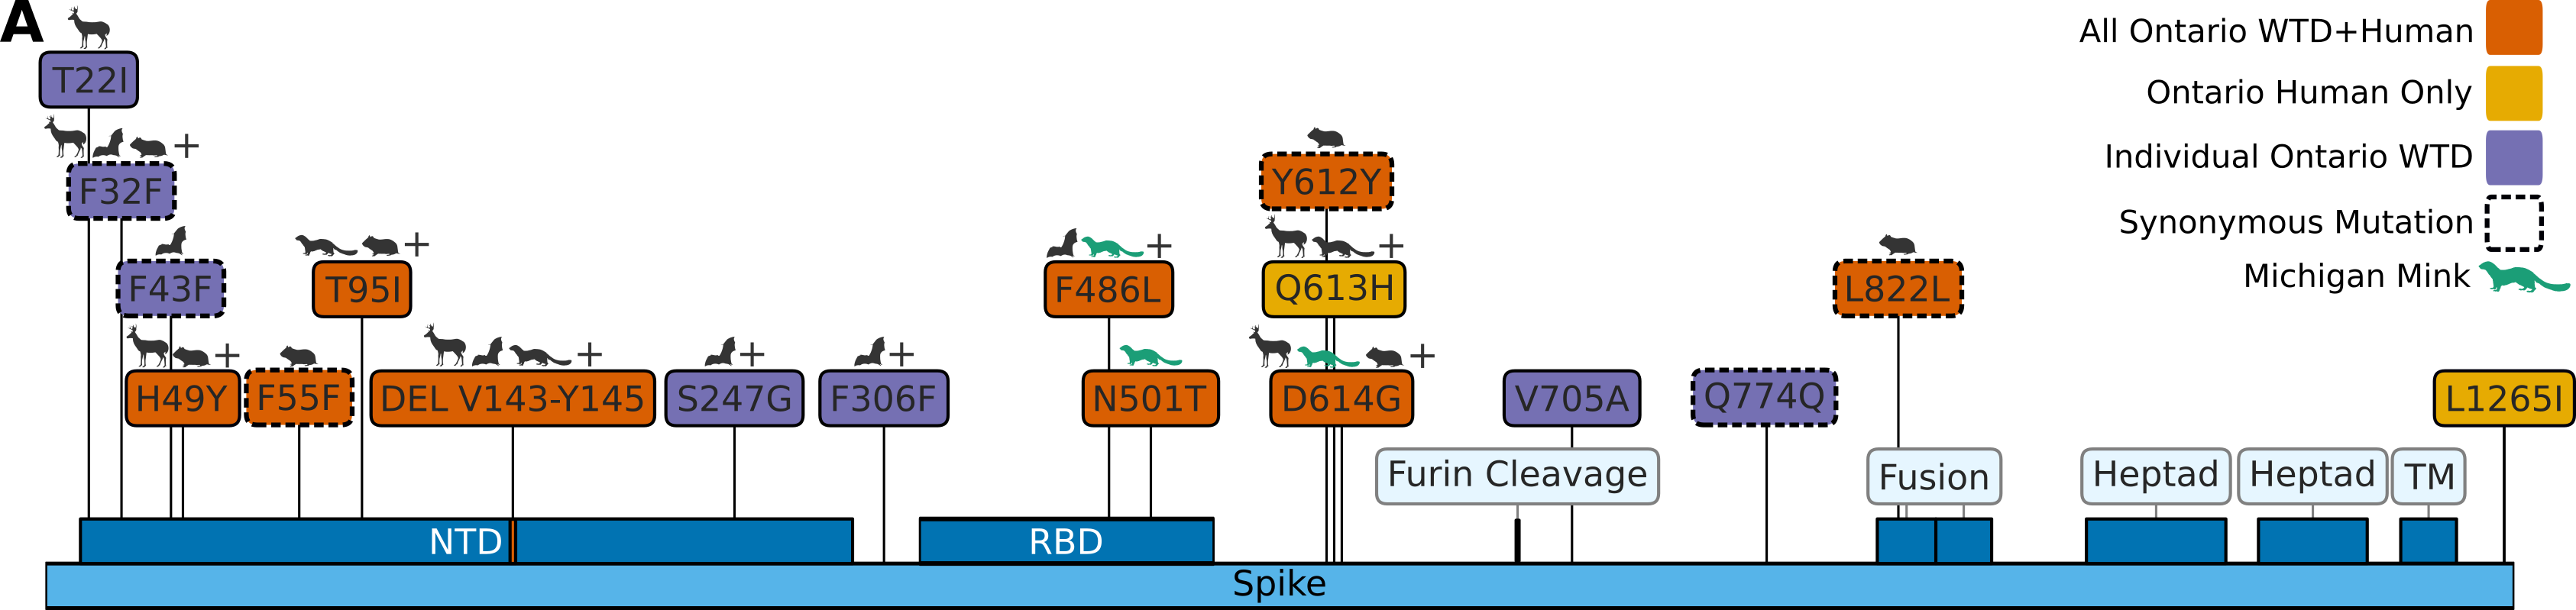 A
All Ontario WTD+Human
Ontario Human Only
Individual Ontario WTD
Synonymous Mutation
Michigan Mink
T22I
+
F32F
F43F
+
T95I
+
H49Y
F55F
+
DEL V143-Y145
+
S247G
+
F306F
+
F486L
N501T
Y612Y
+
Q613H
+
D614G
V705A
Q774Q
L822L
L1265I
Furin Cleavage
Fusion
Heptad
Heptad
TM
NTD
RBD
Spike